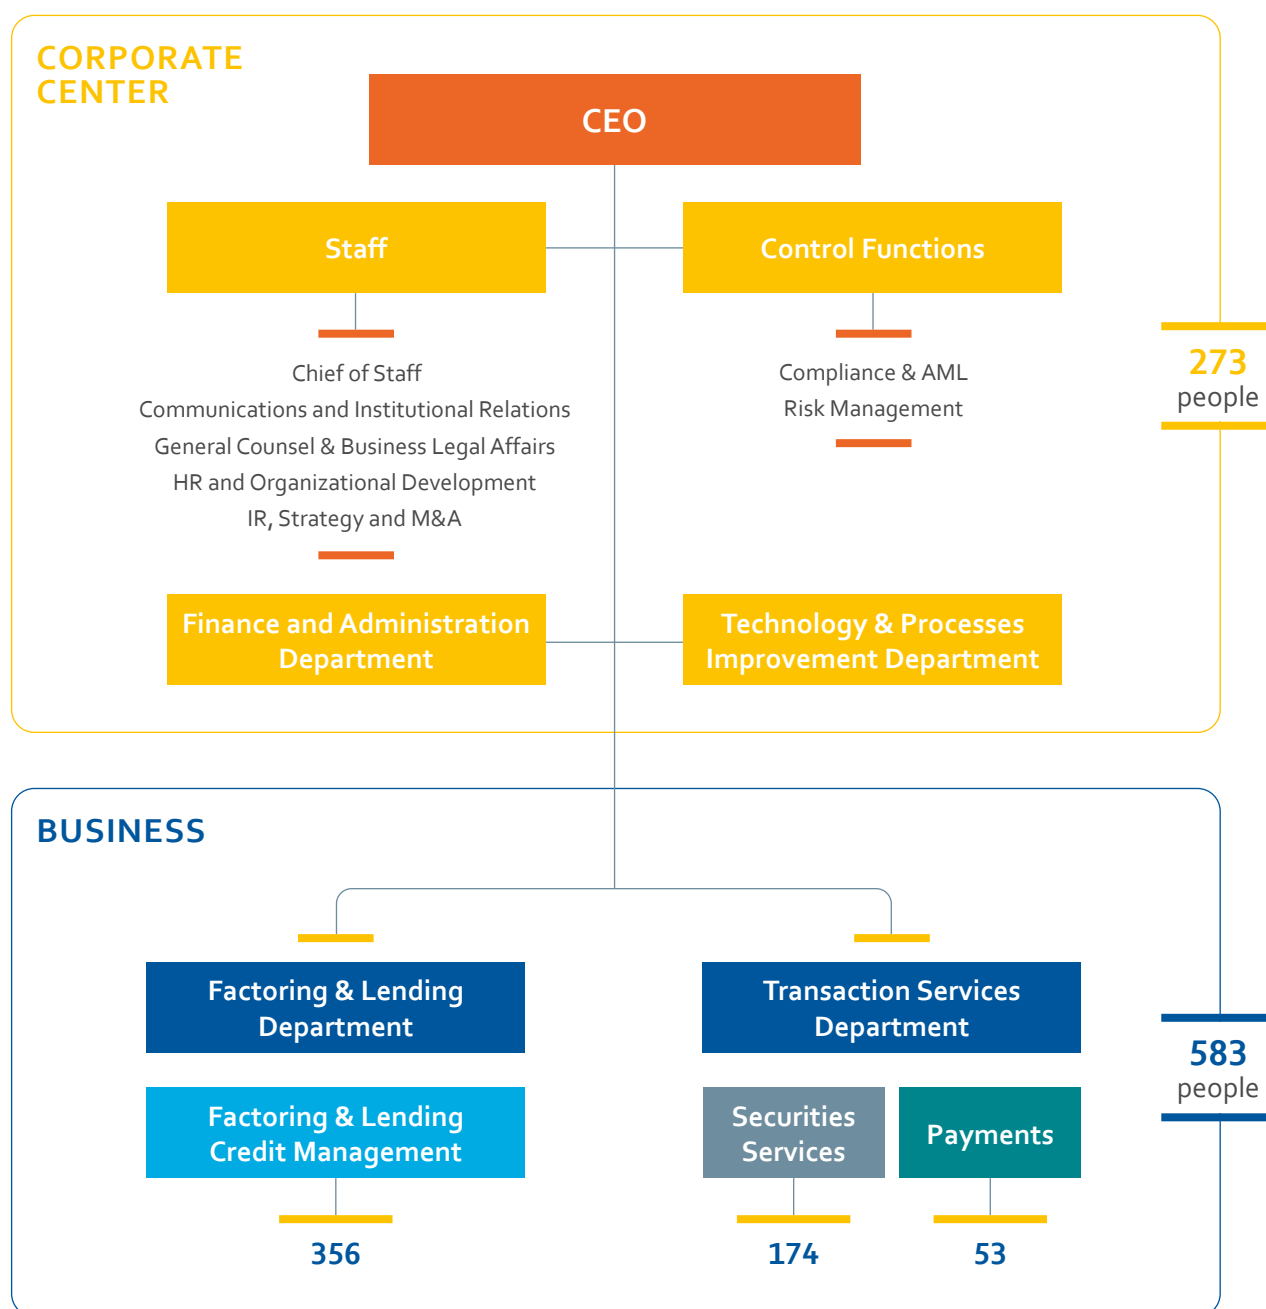 CORPORATE
CENTER
CEO
Staff
Control Functions
Chief of Staff
Communications and Institutional Relations
General Counsel & Business Legal Affairs
HR and Organizational Development
IR, Strategy and M&A
Compliance & AML
Risk Management
273
people
Finance and Administration
Department
Technology & Processes
Improvement Department
BUSINESS
Factoring & Lending
Department
Transaction Services
Department
583
people
Factoring & Lending
Credit Management
Securities
Services
Payments
356
174
53